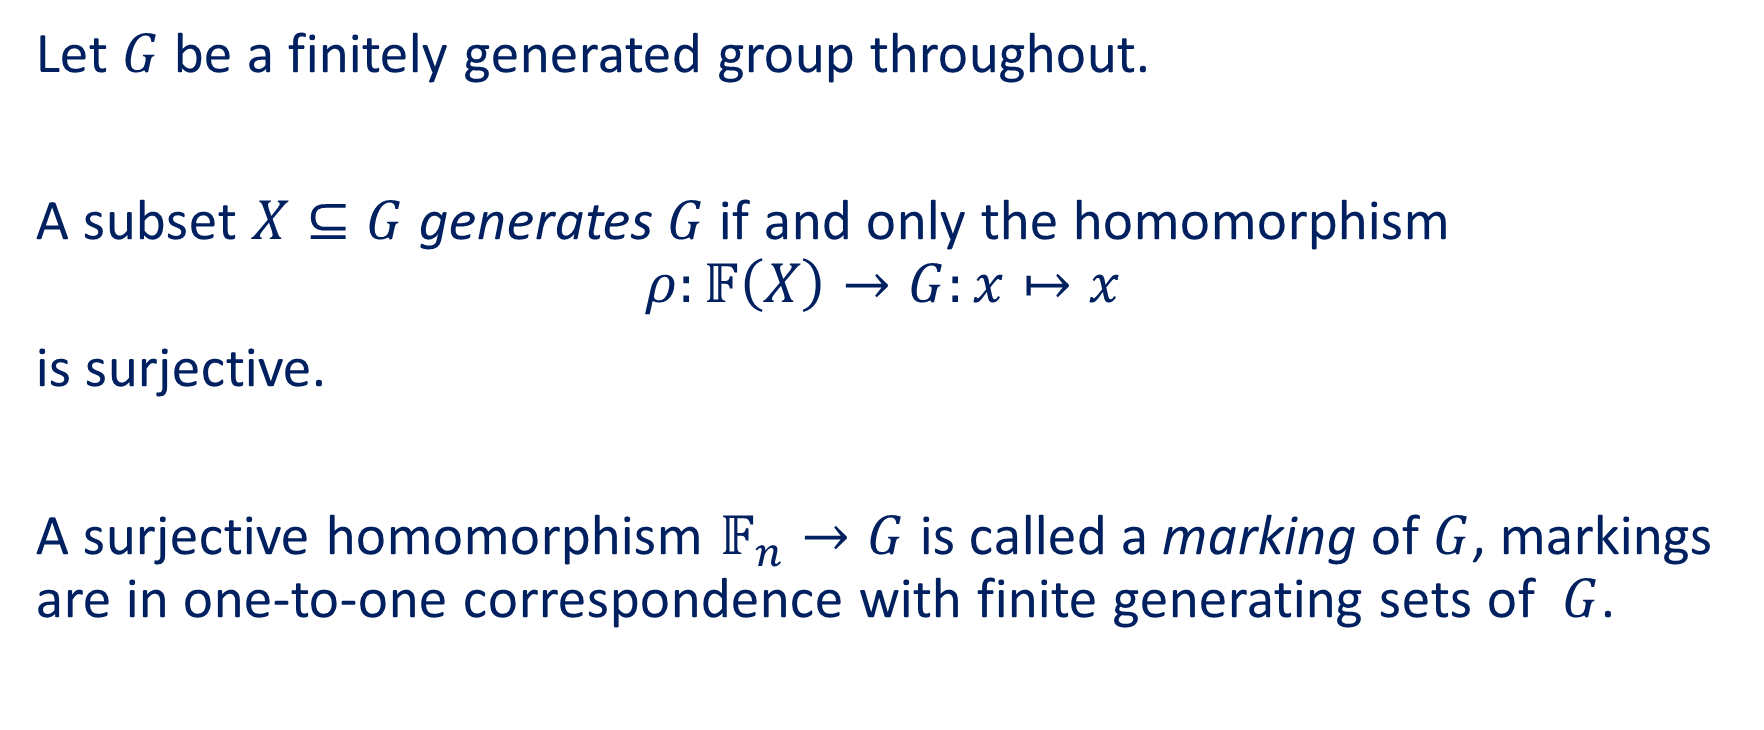 Let 𝐺 be a finitely generated group throughout.
A subset 𝑋 ⊆ 𝐺 generates 𝐺 if and only the homomorphism
𝜌: 𝔽(𝑋) → 𝐺: 𝑥 ↦ 𝑥
is surjective.
A surjective homomorphism 𝔽ₙ → 𝐺 is called a marking of 𝐺, markings
are in one-to-one correspondence with finite generating sets of 𝐺.